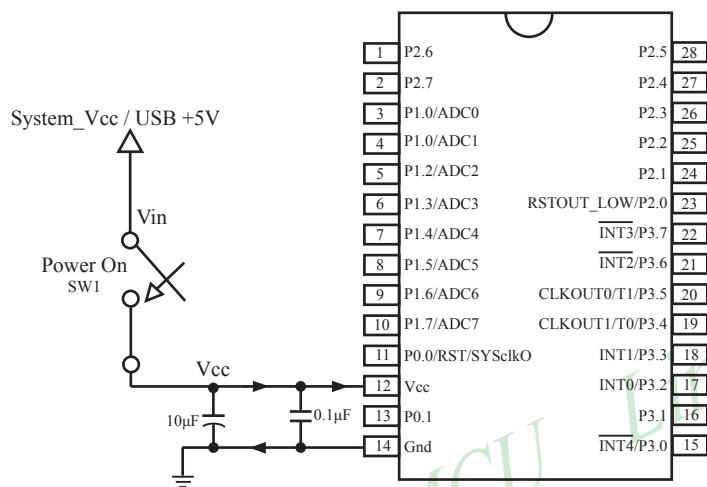 1 P2.6 P2.5 28
2 P2.7 P2.4 27
3 P1.0/ADC0 P2.3 26
System_Vcc / USB +5V
4 P1.0/ADC1 P2.2 25
5 P1.2/ADC2 P2.1 24
6 P1.3/ADC3 RSTOUT_LOW/P2.0 23
Vin
7 P1.4/ADC4 INT3/P3.7 22
Power On
8 P1.5/ADC5 INT2/P3.6 21
SW1
9 P1.6/ADC6 CLKOUT0/T1/P3.5 20
10 P1.7/ADC7 CLKOUT1/T0/P3.4 19
11 P0.0/RST/SYSclkO INT1/P3.3 18
Vcc
12 Vcc INT0/P3.2 17
10μF
0.1μF
13 P0.1 P3.1 16
14 Gnd INT4/P3.0 15
MCU